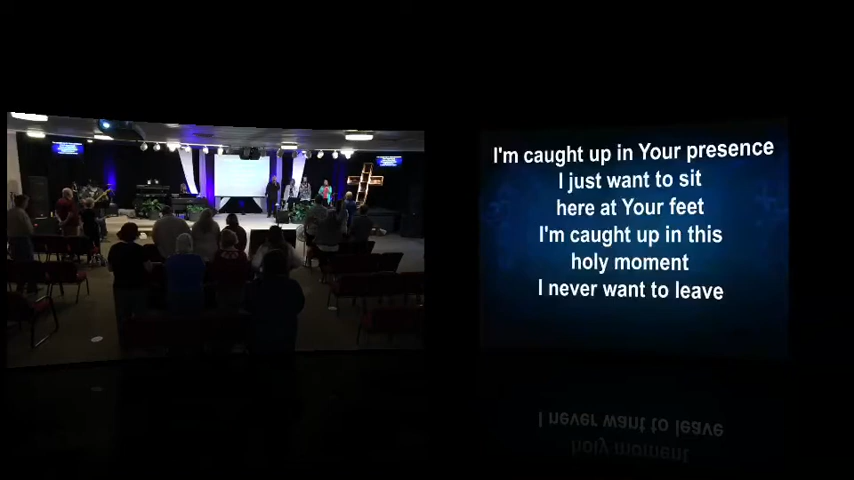 I'm caught up in Your presence
I just want to sit
here at Your feet
I'm caught up in this
holy moment
I never want to leave